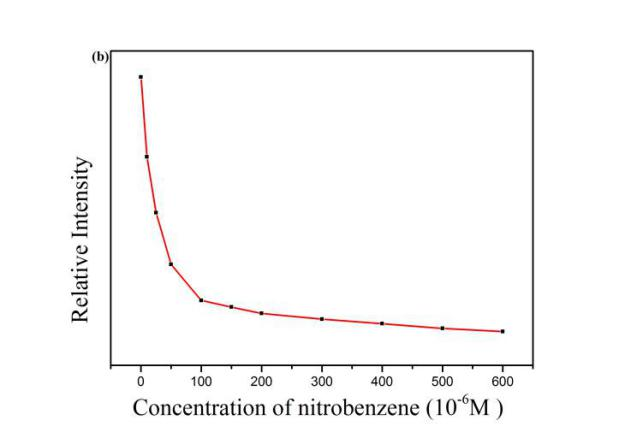 (b)
Relative Intensity
0 100 200 300 400 500 600
Concentration of nitrobenzene (10⁻⁶M )